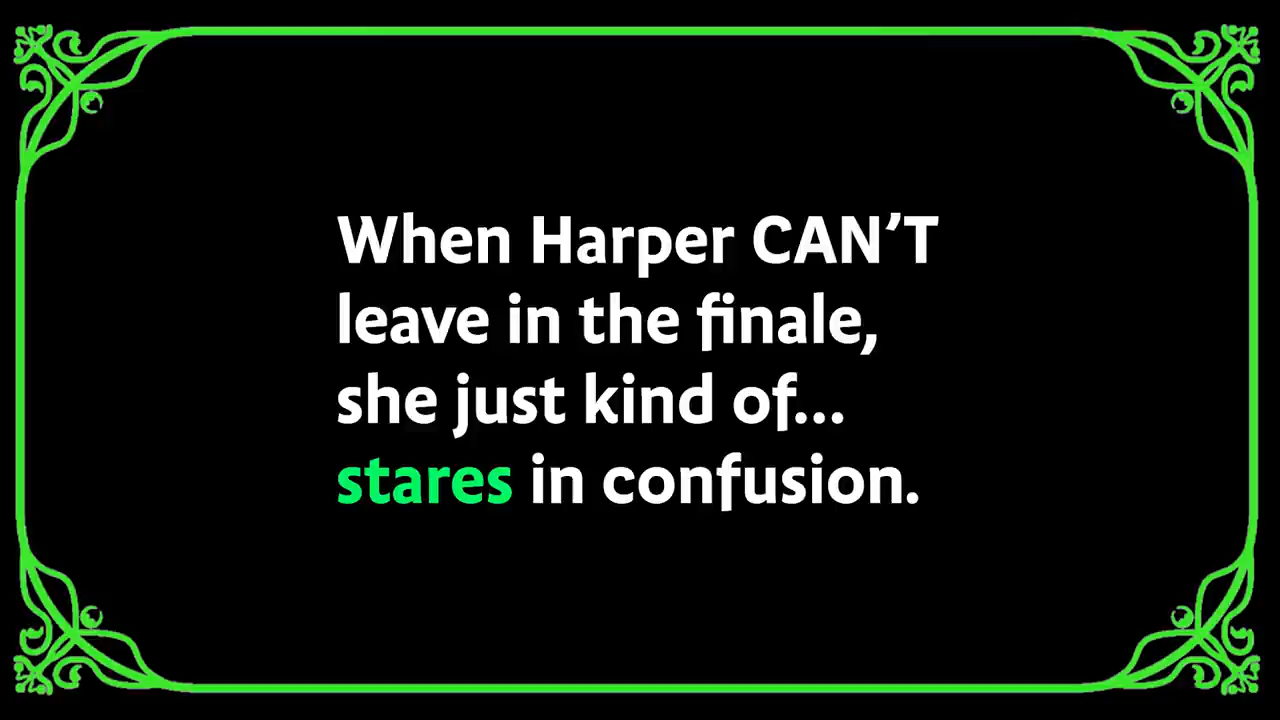 When Harper CAN’T
leave in the finale,
she just kind of...
stares in confusion.